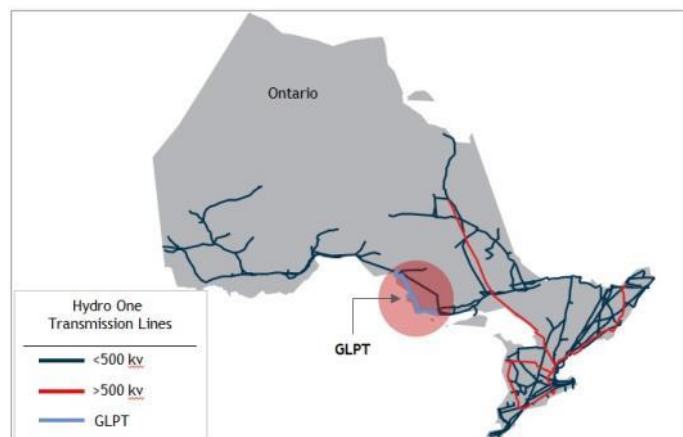 Ontario
GLPT
Hydro One
Transmission Lines
<500 kv
>500 kv
GLPT